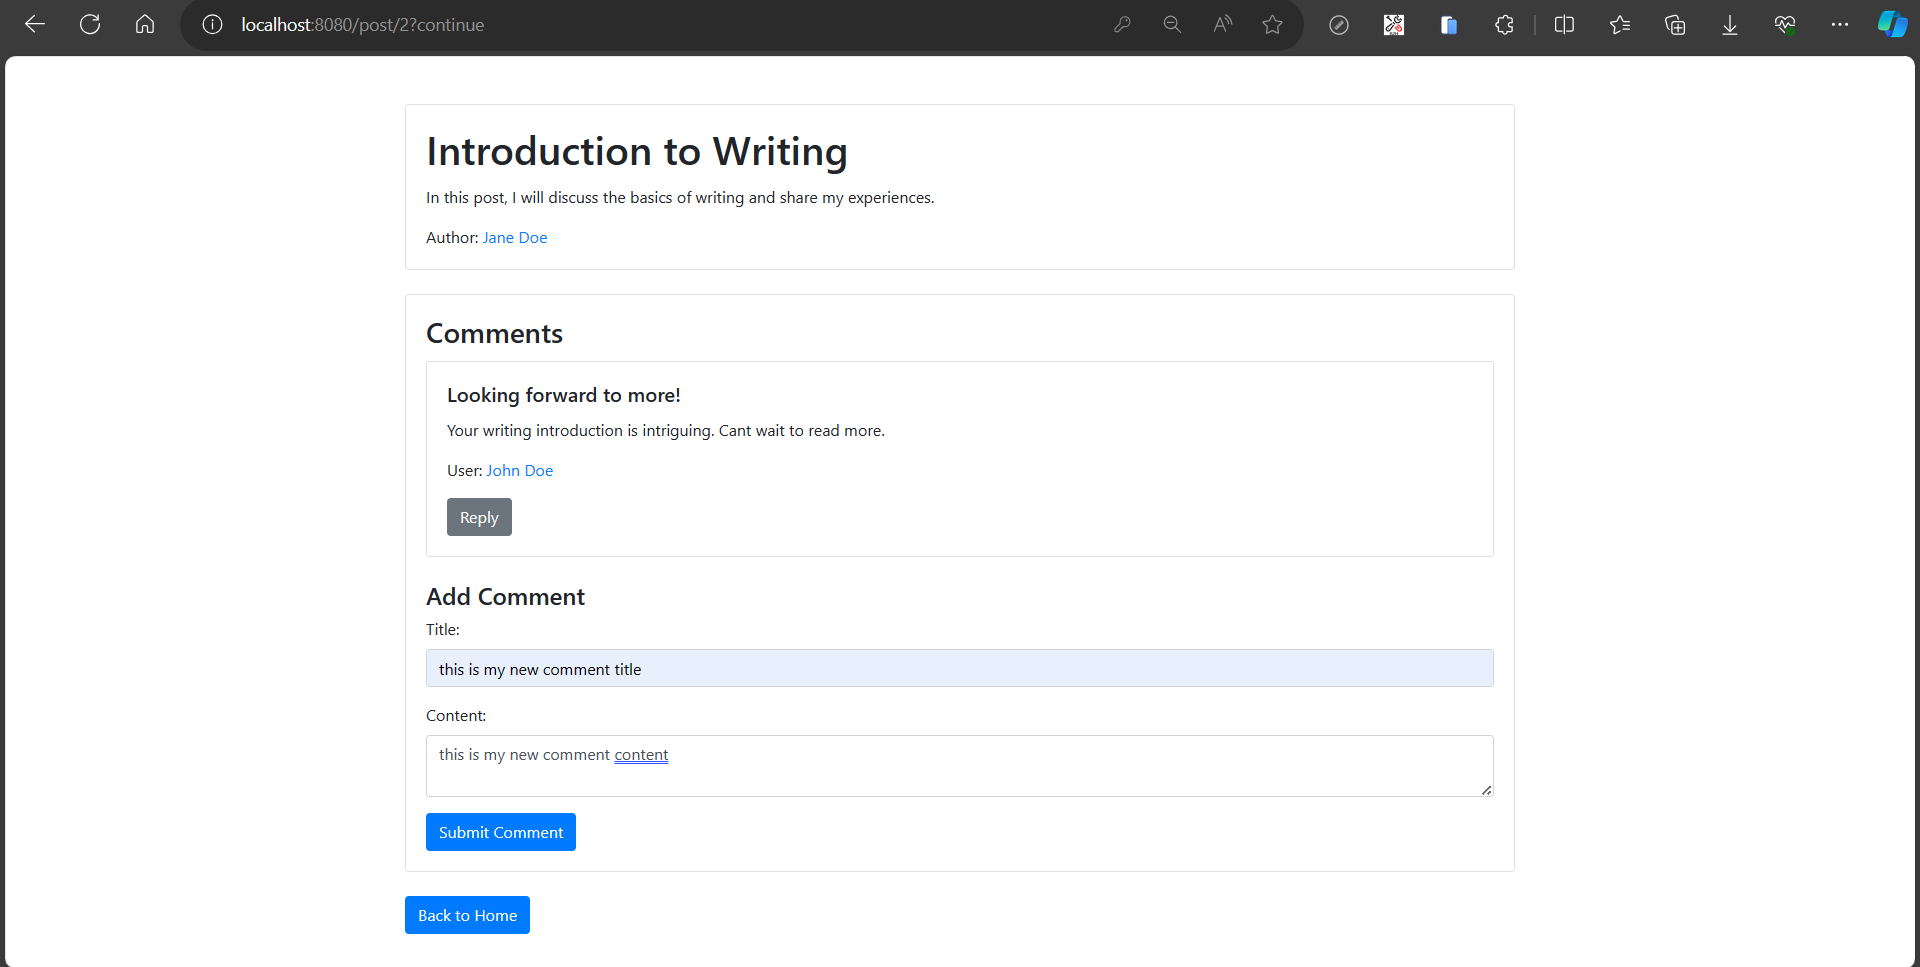 localhost:8080/post/2?continue
Introduction to Writing
In this post, I will discuss the basics of writing and share my experiences.
Author: Jane Doe
Comments
Looking forward to more!
Your writing introduction is intriguing. Cant wait to read more.
User: John Doe
Reply
Add Comment
Title:
this is my new comment title
Content:
this is my new comment content
Submit Comment
Back to Home